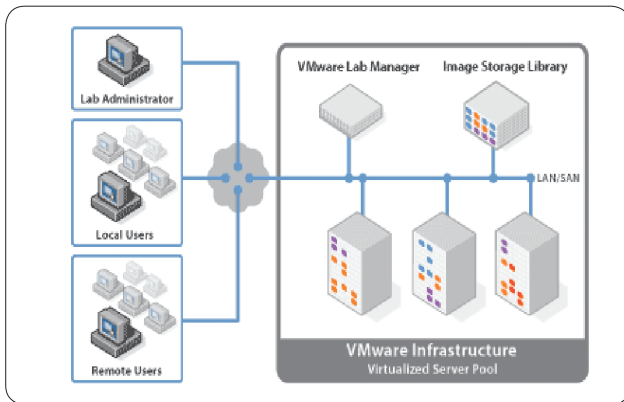 Lab Administrator
Local Users
Remote Users
VMware Lab Manager
Image Storage Library
LAN/SAN
VMware Infrastructure
Virtualized Server Pool